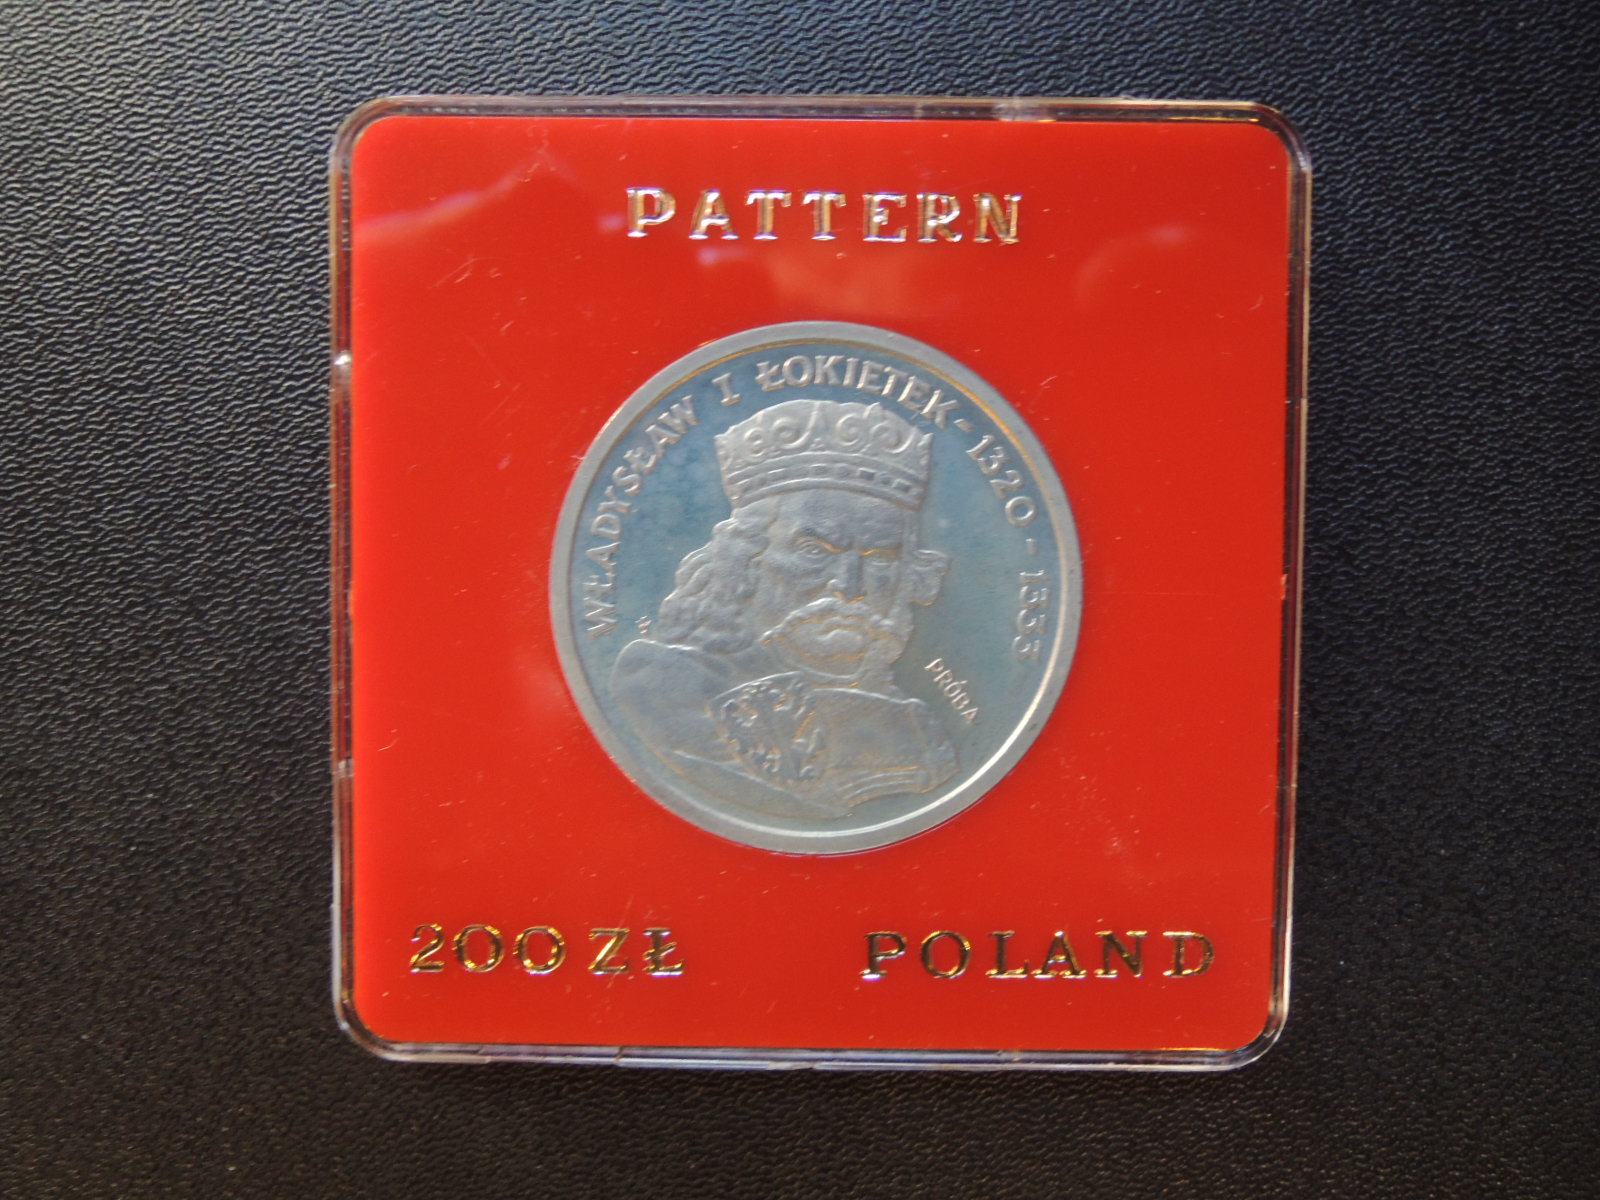 PATTERN
WŁADYSŁAW I ŁOKIETEK-1320-1333
PRÓBA
200 ZŁ POLAND